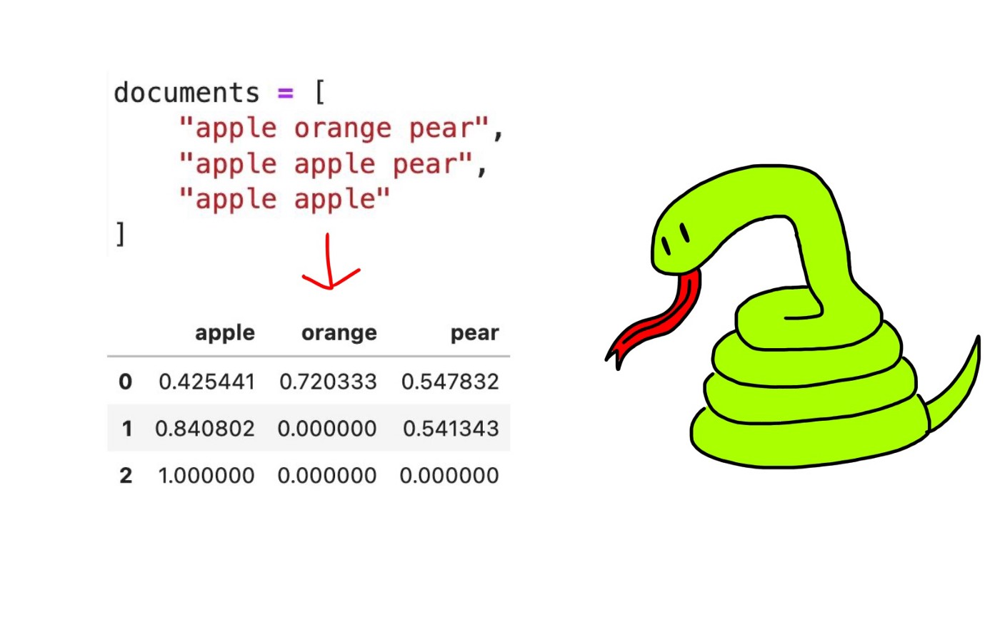 documents = [
"apple orange pear",
"apple apple pear",
"apple apple"
]
apple orange pear
0 0.425441 0.720333 0.547832
1 0.840802 0.000000 0.541343
2 1.000000 0.000000 0.000000